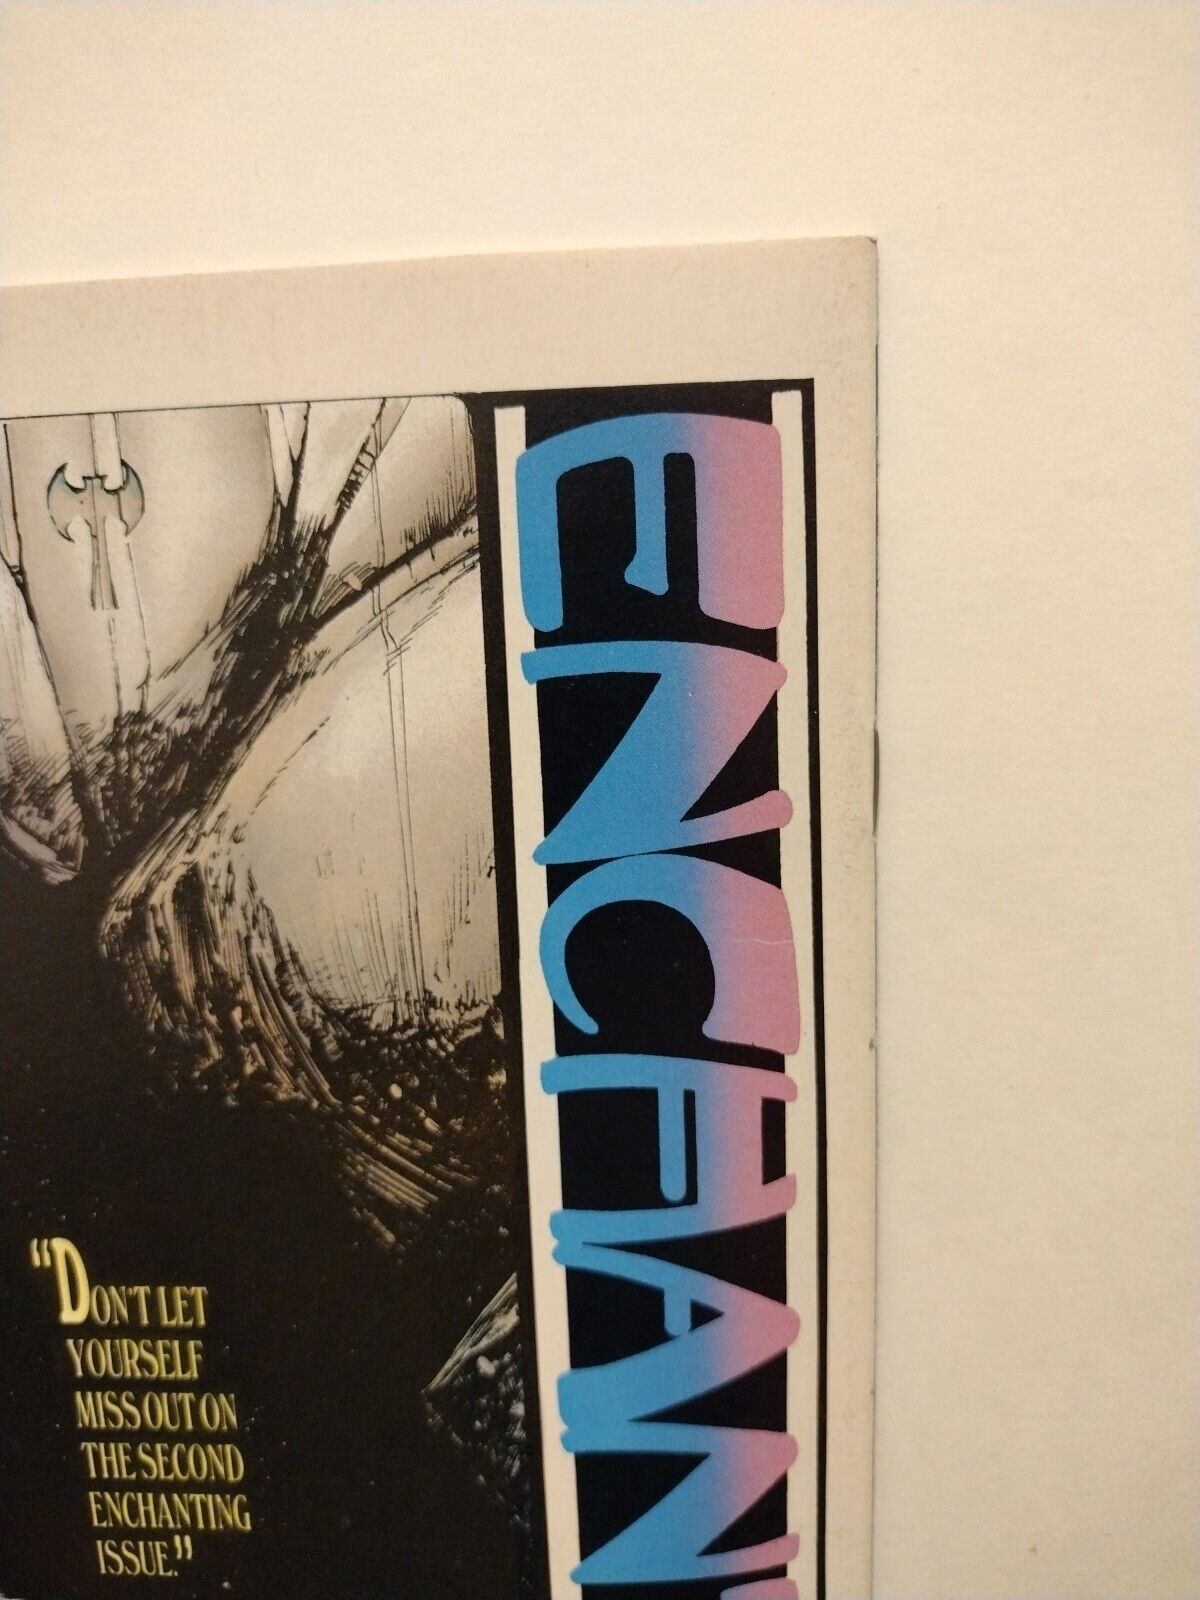 ENCHAN
"DON'T LET
YOURSELF
MISS OUT ON
THE SECOND
ENCHANTING
ISSUE."